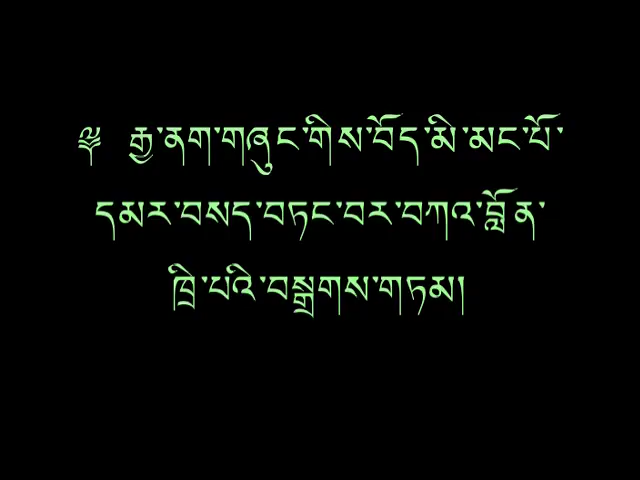 ༄། རྒྱ་ནག་གཞུང་གིས་བོད་མི་མང་པོ་
དམར་བསད་བཏང་བར་བཀའ་བློན་
ཁྲི་པའི་བསྒྲགས་གཏམ།